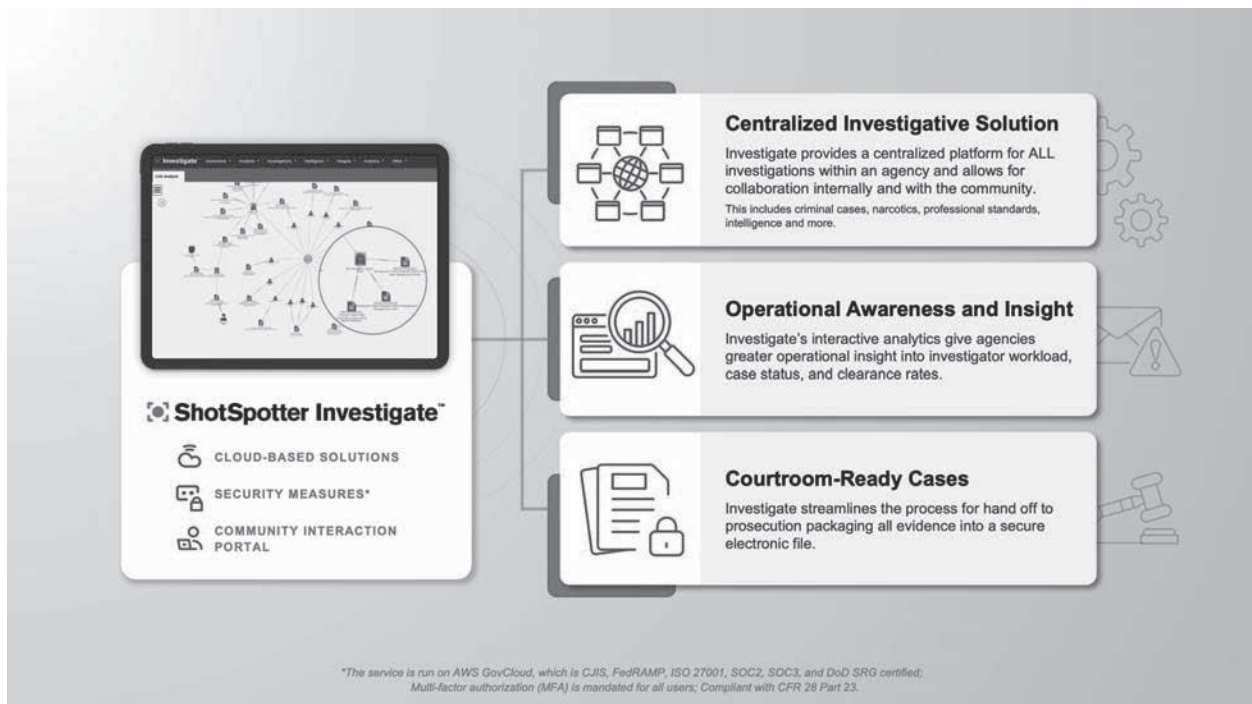 Investigate
ShotSpotter Investigate™
CLOUD-BASED SOLUTIONS
SECURITY MEASURES*
COMMUNITY INTERACTION
PORTAL
Centralized Investigative Solution
Investigate provides a centralized platform for ALL
investigations within an agency and allows for
collaboration internally and with the community.
This includes criminal cases, narcotics, professional standards,
intelligence and more.
Operational Awareness and Insight
Investigate's interactive analytics give agencies
greater operational insight into investigator workload,
case status, and clearance rates.
Courtroom-Ready Cases
Investigate streamlines the process for hand off to
prosecution packaging all evidence into a secure
electronic file.
*The service is run on AWS GovCloud, which is CJIS, FedRAMP, ISO 27001, SOC2, SOC3, and DoD SRG certified;
Multi-factor authorization (MFA) is mandated for all users; Compliant with CFR 28 Part 23.